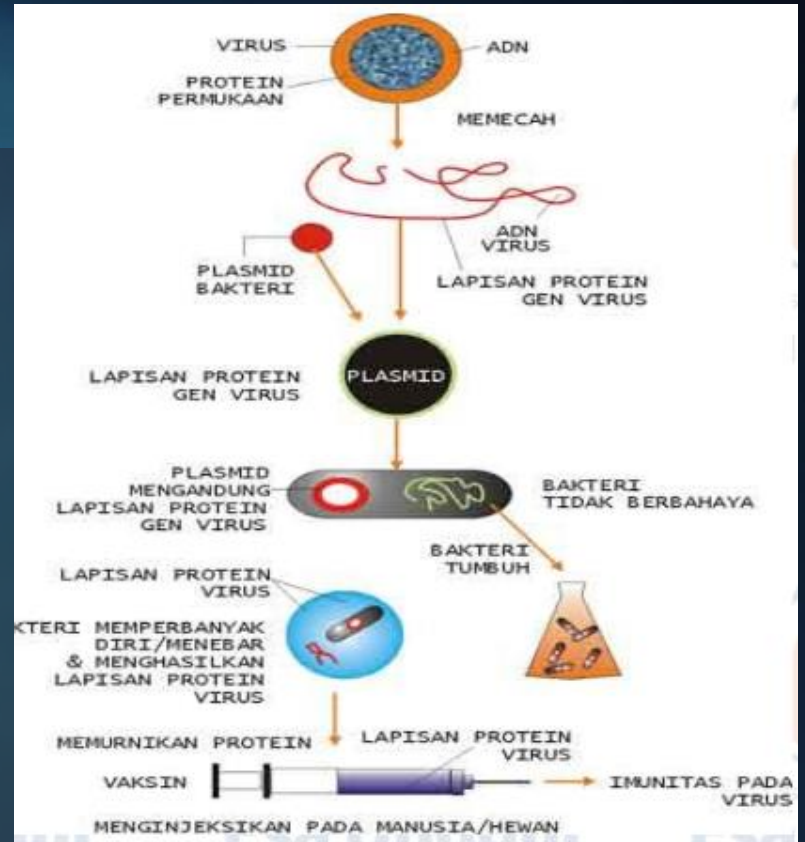 VIRUS
ADN
PROTEIN
PERMUKAAN
MEMECAH
ADN
VIRUS
PLASMID
BAKTERI
LAPISAN PROTEIN
GEN VIRUS
LAPISAN PROTEIN
GEN VIRUS
PLASMID
PLASMID
MENGANDUNG
LAPISAN PROTEIN
GEN VIRUS
BAKTERI
TIDAK BERBAHAYA
BAKTERI
TUMBUH
LAPISAN PROTEIN
VIRUS
KTERI MEMPERBANYAK
DIRI/MENEBAR
& MENGHASILKAN
LAPISAN PROTEIN
VIRUS
MEMURNIKAN PROTEIN
LAPISAN PROTEIN
VIRUS
VAKSIN
IMUNITAS PADA
VIRUS
MENGINJEKSIKAN PADA MANUSIA/HEWAN